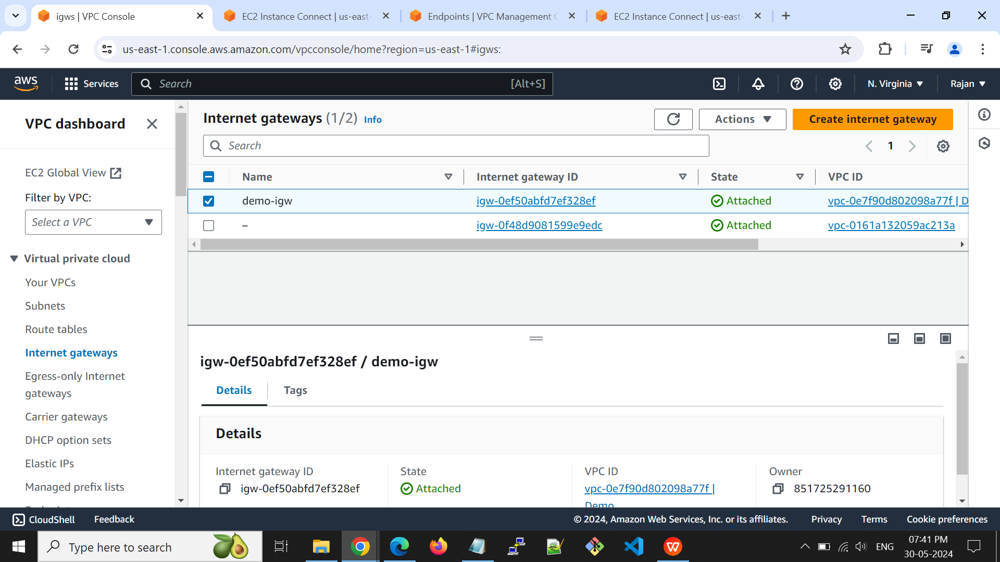 igws | VPC Console
EC2 Instance Connect | us-east-
Endpoints | VPC Management C
EC2 Instance Connect | us-east-
us-east-1.console.aws.amazon.com/vpcconsole/home?region=us-east-1#igws:
aws
Services
Search
[Alt+S]
N. Virginia
Rajan
VPC dashboard
EC2 Global View
Filter by VPC:
Select a VPC
Virtual private cloud
Your VPCs
Subnets
Route tables
Internet gateways
Egress-only Internet
gateways
Carrier gateways
DHCP option sets
Elastic IPs
Managed prefix lists
Internet gateways (1/2) Info
Actions
Create internet gateway
Search
1
Name
Internet gateway ID
State
VPC ID
demo-igw
igw-0ef50abfd7ef328ef
Attached
vpc-0e7f90d802098a77f | D
–
igw-0f48d9081599e9edc
Attached
vpc-0161a132059ac213a
igw-0ef50abfd7ef328ef / demo-igw
Details
Tags
Details
Internet gateway ID
igw-0ef50abfd7ef328ef
State
Attached
VPC ID
vpc-0e7f90d802098a77f |
Demo
Owner
851725291160
CloudShell
Feedback
© 2024, Amazon Web Services, Inc. or its affiliates.
Privacy
Terms
Cookie preferences
Type here to search
ENG
07:41 PM
30-05-2024